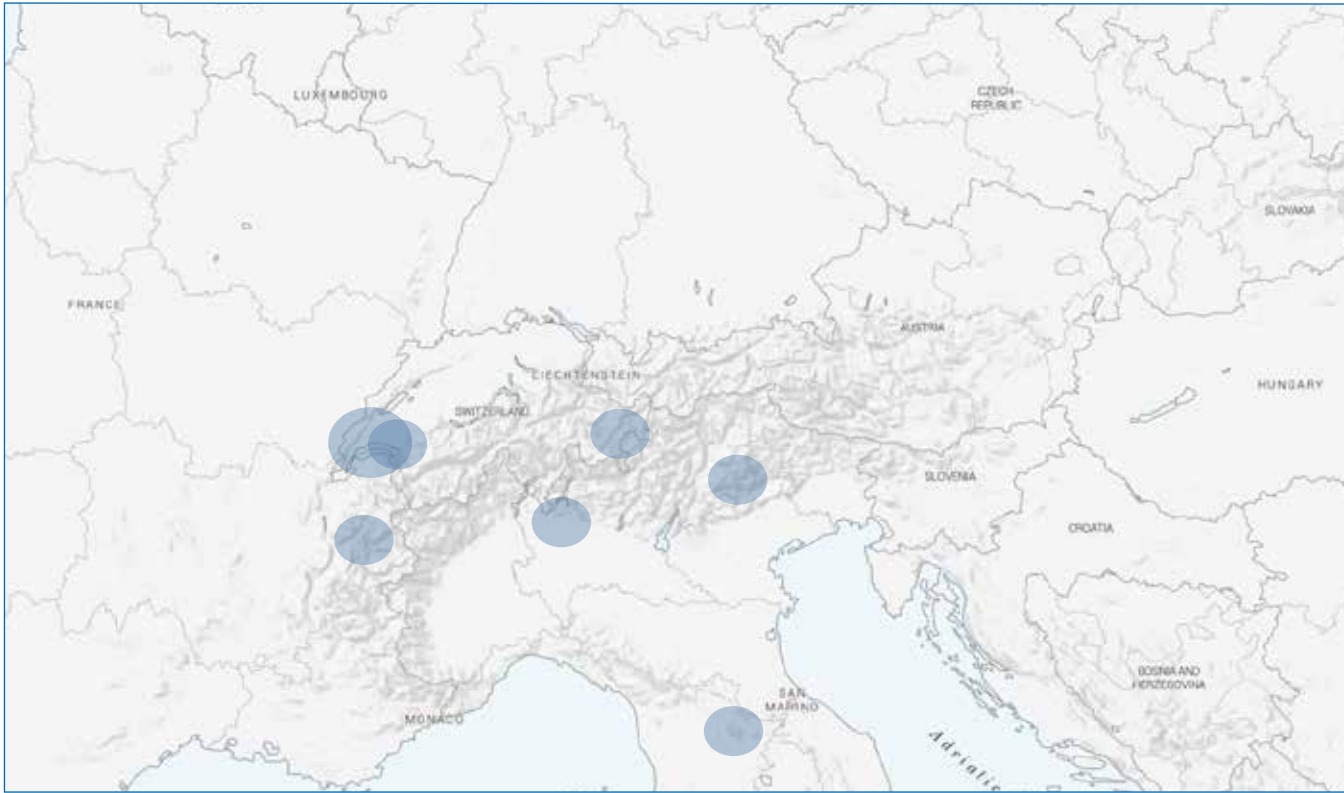 LUXEMBOURG
CZECH
REPUBLIC
SLOVAKIA
FRANCE
AUSTRIA
LIECHTENSTEIN
HUNGARY
SWITZERLAND
SLOVENIA
CROATIA
BOSNIA AND
HERZEGOVINA
SAN
MARINO
MONACO
Adriatic